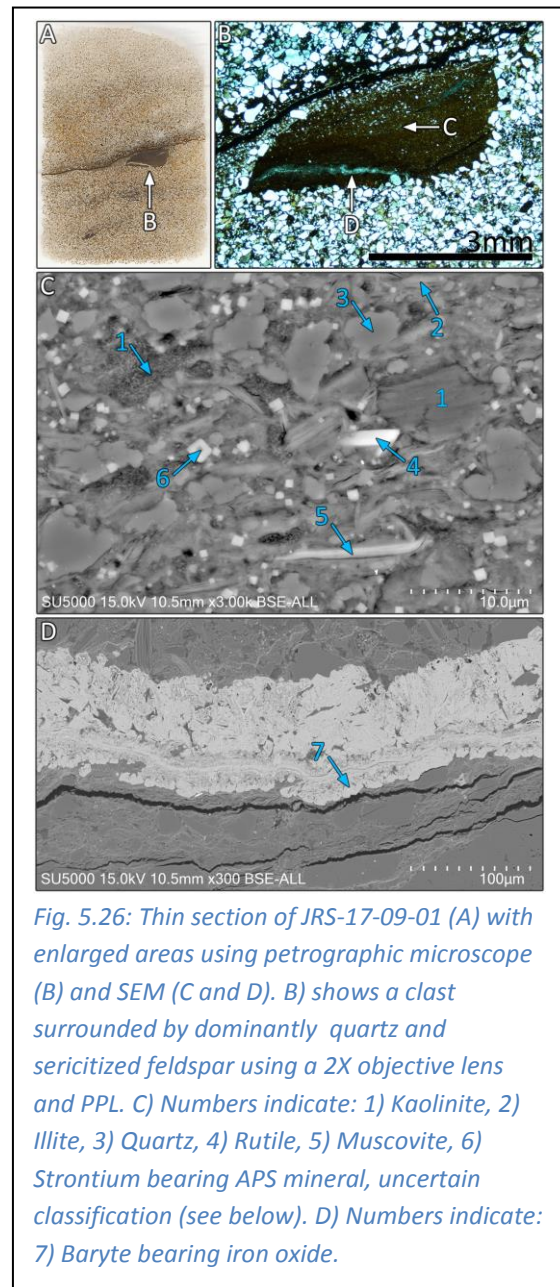 A
B
B
C
D
3mm
C
3
2
1
1
6
4
5
SU5000 15.0kV 10.5mm x3.00k BSE-ALL
10.0µm
D
7
SU5000 15.0kV 10.5mm x300 BSE-ALL
100µm
Fig. 5.26: Thin section of JRS-17-09-01 (A) with
enlarged areas using petrographic microscope
(B) and SEM (C and D). B) shows a clast
surrounded by dominantly quartz and
sericitized feldspar using a 2X objective lens
and PPL. C) Numbers indicate: 1) Kaolinite, 2)
Illite, 3) Quartz, 4) Rutile, 5) Muscovite, 6)
Strontium bearing APS mineral, uncertain
classification (see below). D) Numbers indicate:
7) Baryte bearing iron oxide.